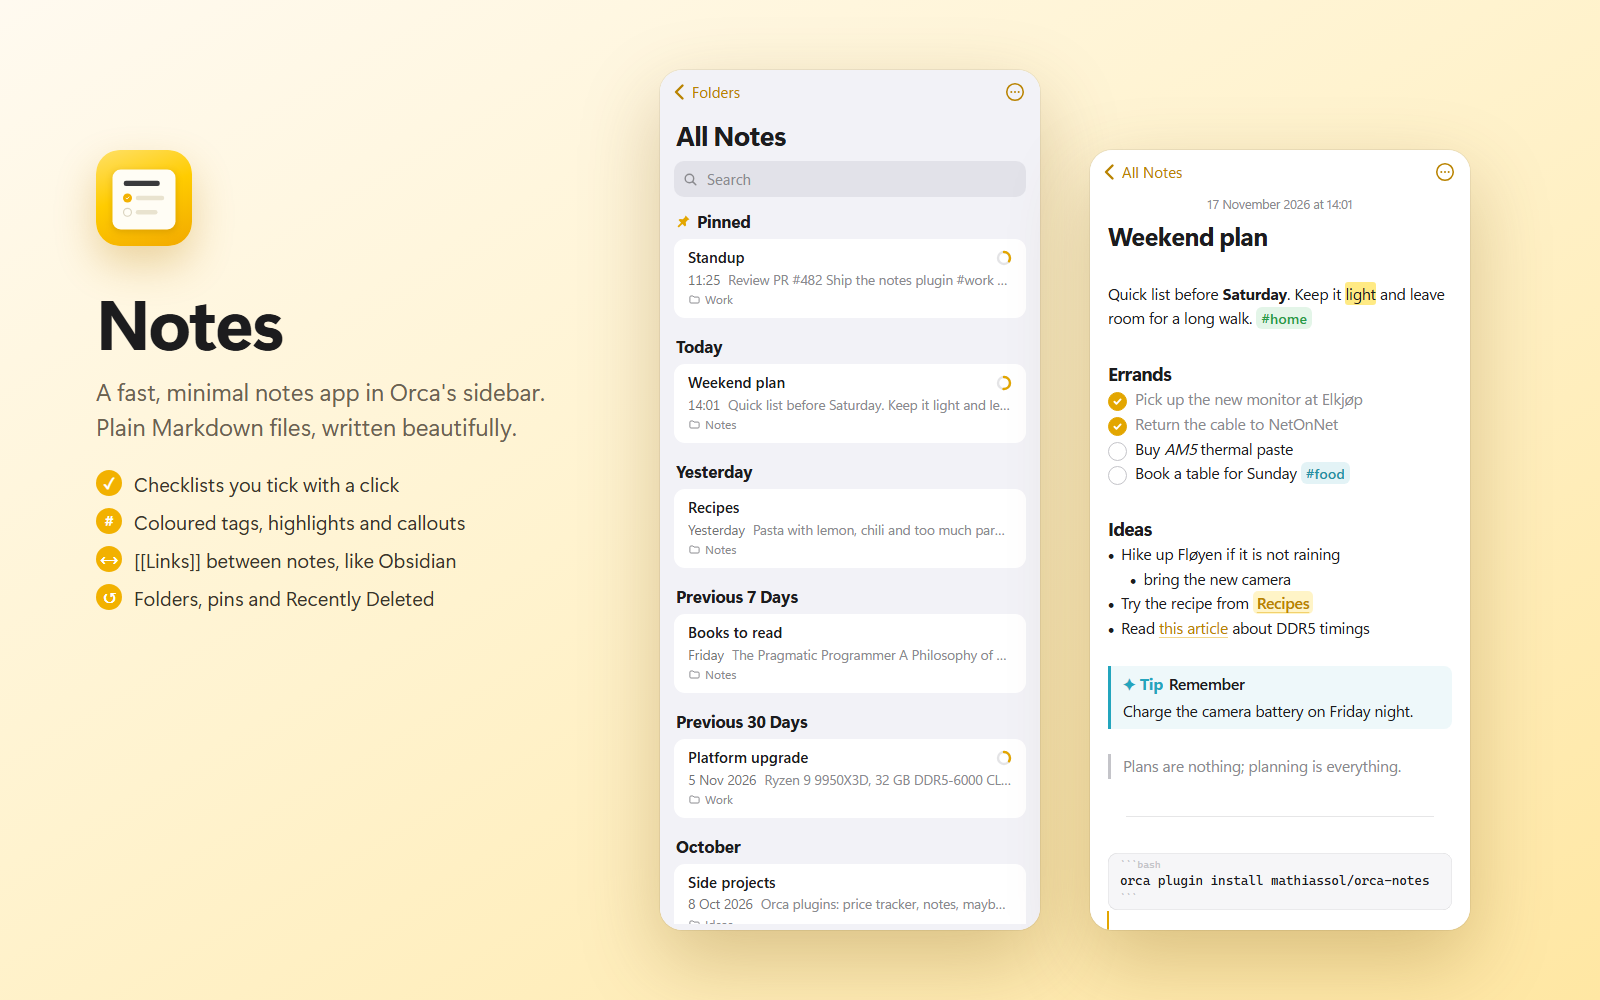 Notes
A fast, minimal notes app in Orca's sidebar.
Plain Markdown files, written beautifully.
Checklists you tick with a click
# Coloured tags, highlights and callouts
[[Links]] between notes, like Obsidian
Folders, pins and Recently Deleted
Folders
All Notes
Search
Pinned
Standup
11:25 Review PR #482 Ship the notes plugin #work ...
Work
Today
Weekend plan
14:01 Quick list before Saturday. Keep it light and le...
Notes
Yesterday
Recipes
Yesterday Pasta with lemon, chili and too much par...
Notes
Previous 7 Days
Books to read
Friday The Pragmatic Programmer A Philosophy of ...
Notes
Previous 30 Days
Platform upgrade
5 Nov 2026 Ryzen 9 9950X3D, 32 GB DDR5-6000 CL...
Work
October
Side projects
8 Oct 2026 Orca plugins: price tracker, notes, mayb...
All Notes
17 November 2026 at 14:01
Weekend plan
Quick list before Saturday. Keep it light and leave
room for a long walk. #home
Errands
Pick up the new monitor at Elkjøp
Return the cable to NetOnNet
Buy AM5 thermal paste
Book a table for Sunday #food
Ideas
• Hike up Fløyen if it is not raining
• bring the new camera
• Try the recipe from Recipes
• Read this article about DDR5 timings
Tip Remember
Charge the camera battery on Friday night.
Plans are nothing; planning is everything.
```bash
orca plugin install mathiassol/orca-notes
```